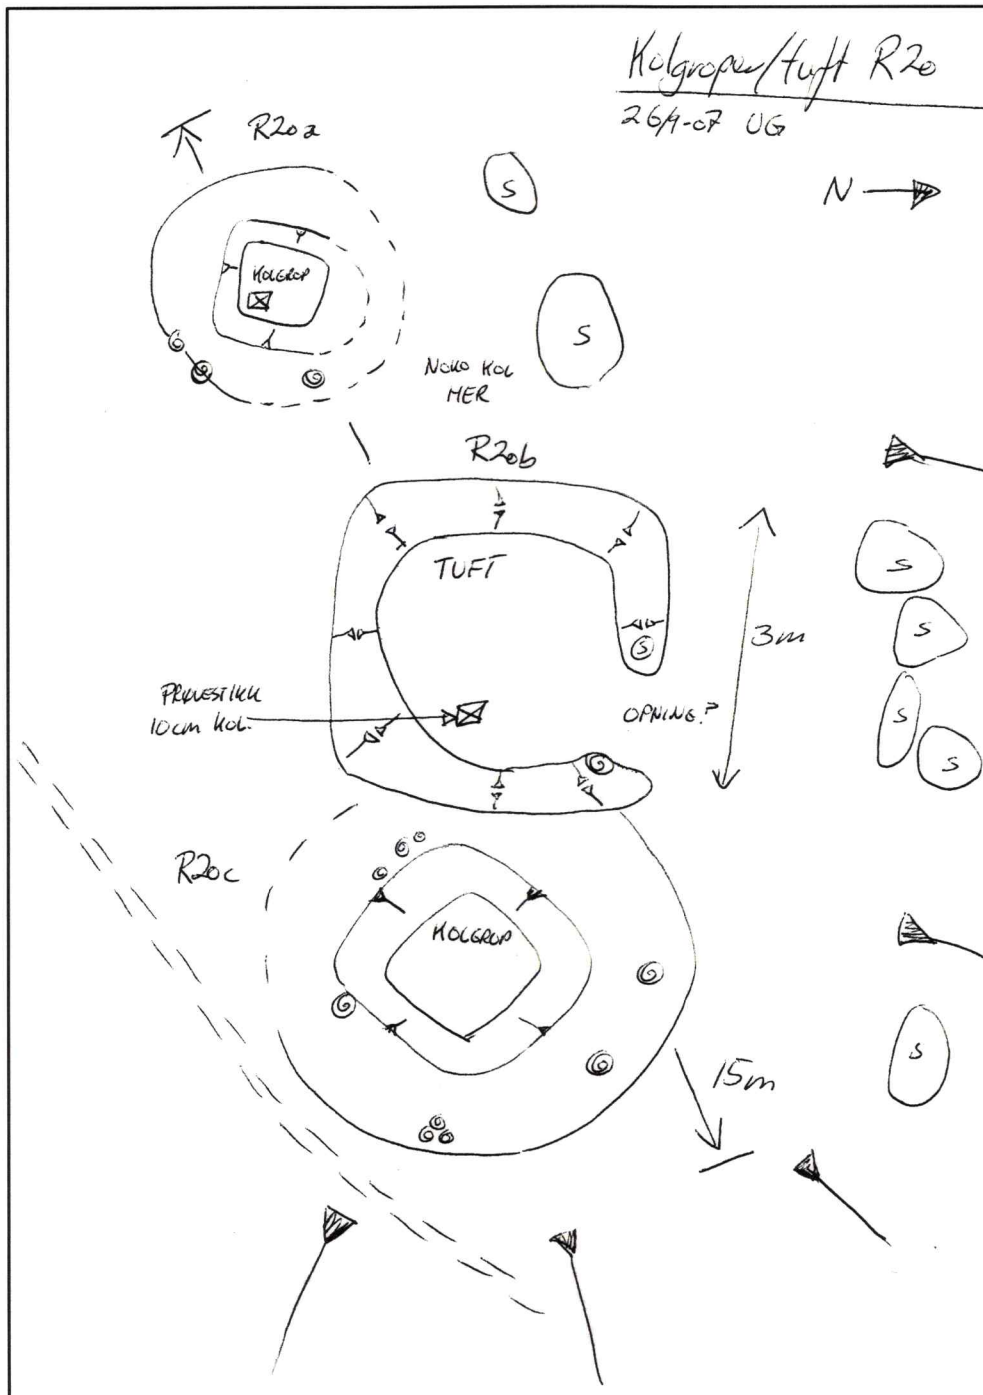 Kolgroper/tuft R20
26/9-07 UG
R20a
S
N
KOLGROP
S
NOKO KOL
MER
R20b
TUFT
S
S
S
3m
PRØVESTIKK
10cm KOL.
OPNING?
S
S
R20c
KOLGROP
S
15m